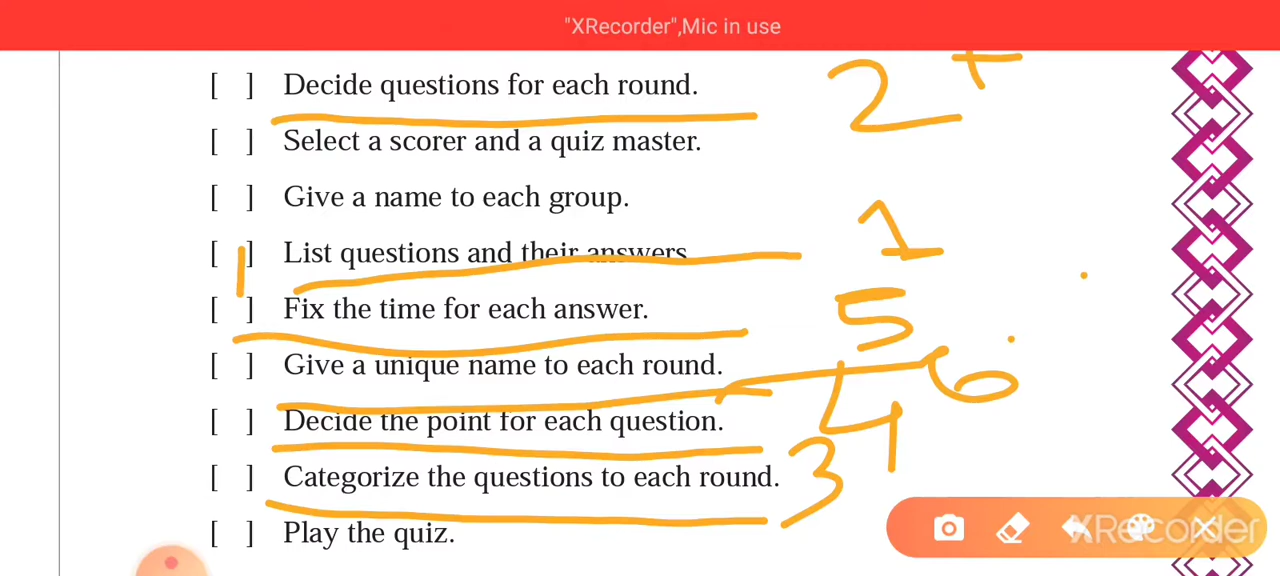 "XRecorder",Mic in use
[ ] Decide questions for each round. 2
[ ] Select a scorer and a quiz master.
[ ] Give a name to each group.
[ ] List questions and their answers 1
[ ] Fix the time for each answer. 5
[ ] Give a unique name to each round. 6
[ ] Decide the point for each question. 4
[ ] Categorize the questions to each round. 3
[ ] Play the quiz.
XRecorder